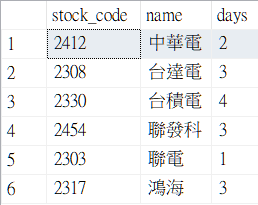 stock_code name days
1 2412 中華電 2
2 2308 台達電 3
3 2330 台積電 4
4 2454 聯發科 3
5 2303 聯電 1
6 2317 鴻海 3